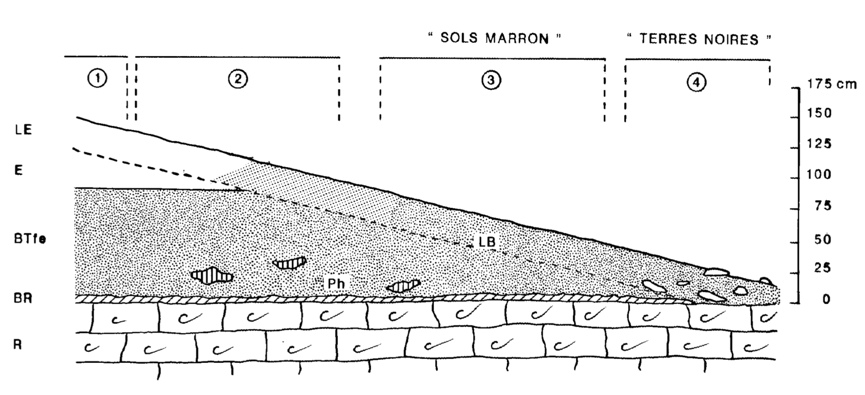 " SOLS MARRON "
" TERRES NOIRES "
1
2
3
4
175 cm
150
125
100
75
50
25
0
LE
E
BTfe
BR
R
LB
Ph